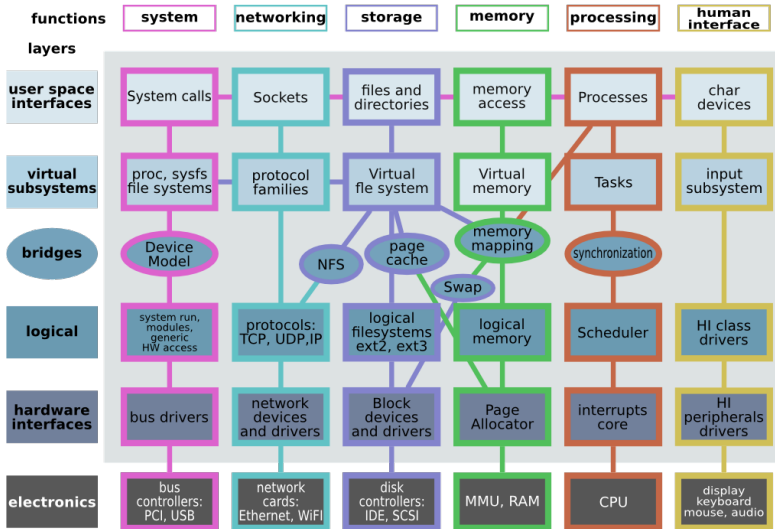 functions
system
networking
storage
memory
processing
human
interface
layers
user space
interfaces
System calls
Sockets
files and
directories
memory
access
Processes
char
devices
virtual
subsystems
proc, sysfs
file systems
protocol
families
Virtual
fle system
Virtual
memory
Tasks
input
subsystem
bridges
Device
Model
NFS
page
cache
memory
mapping
synchronization
Swap
logical
system run,
modules,
generic
HW access
protocols:
TCP, UDP,IP
logical
filesystems
ext2, ext3
logical
memory
Scheduler
HI class
drivers
hardware
interfaces
bus drivers
network
devices
and drivers
Block
devices
and drivers
Page
Allocator
interrupts
core
HI
peripherals
drivers
electronics
bus
controllers:
PCI, USB
network
cards:
Ethernet, WiFI
disk
controllers:
IDE, SCSI
MMU, RAM
CPU
display
keyboard
mouse, audio